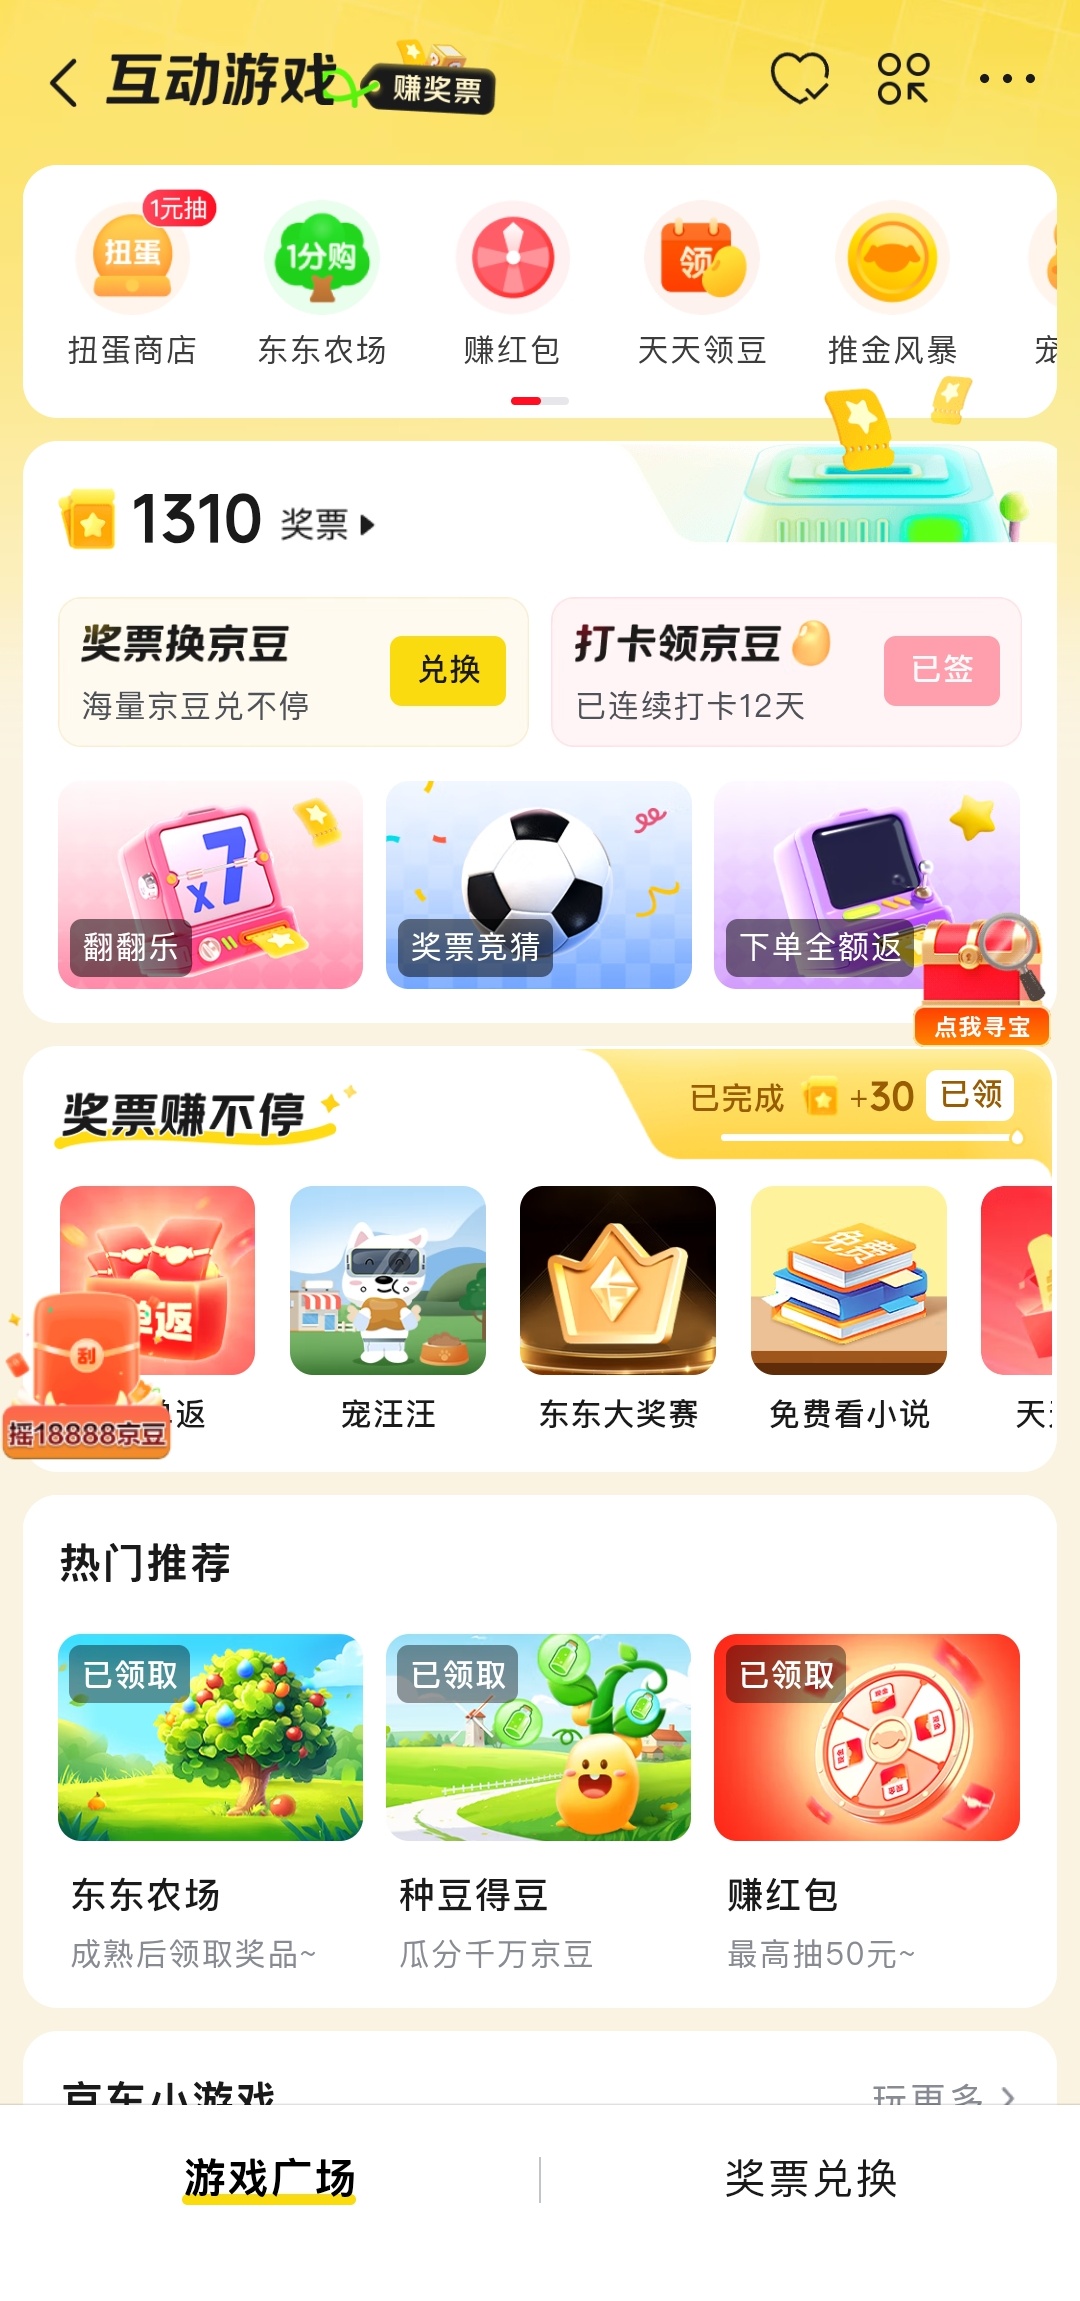 互动游戏
赚奖票
1元抽
扭蛋
1分购
领
扭蛋商店
东东农场
赚红包
天天领豆
推金风暴
宠
1310 奖票
奖票换京豆
海量京豆兑不停
兑换
打卡领京豆
已连续打卡12天
已签
x7
翻翻乐
奖票竞猜
下单全额返
点我寻宝
奖票赚不停
已完成 +30 已领
单返
免费
刮
摇18888京豆
返
宠汪汪
东东大奖赛
免费看小说
天
热门推荐
已领取
已领取
已领取
东东农场
种豆得豆
赚红包
成熟后领取奖品~
瓜分千万京豆
最高抽50元~
京东小游戏
玩更多
游戏广场
奖票兑换